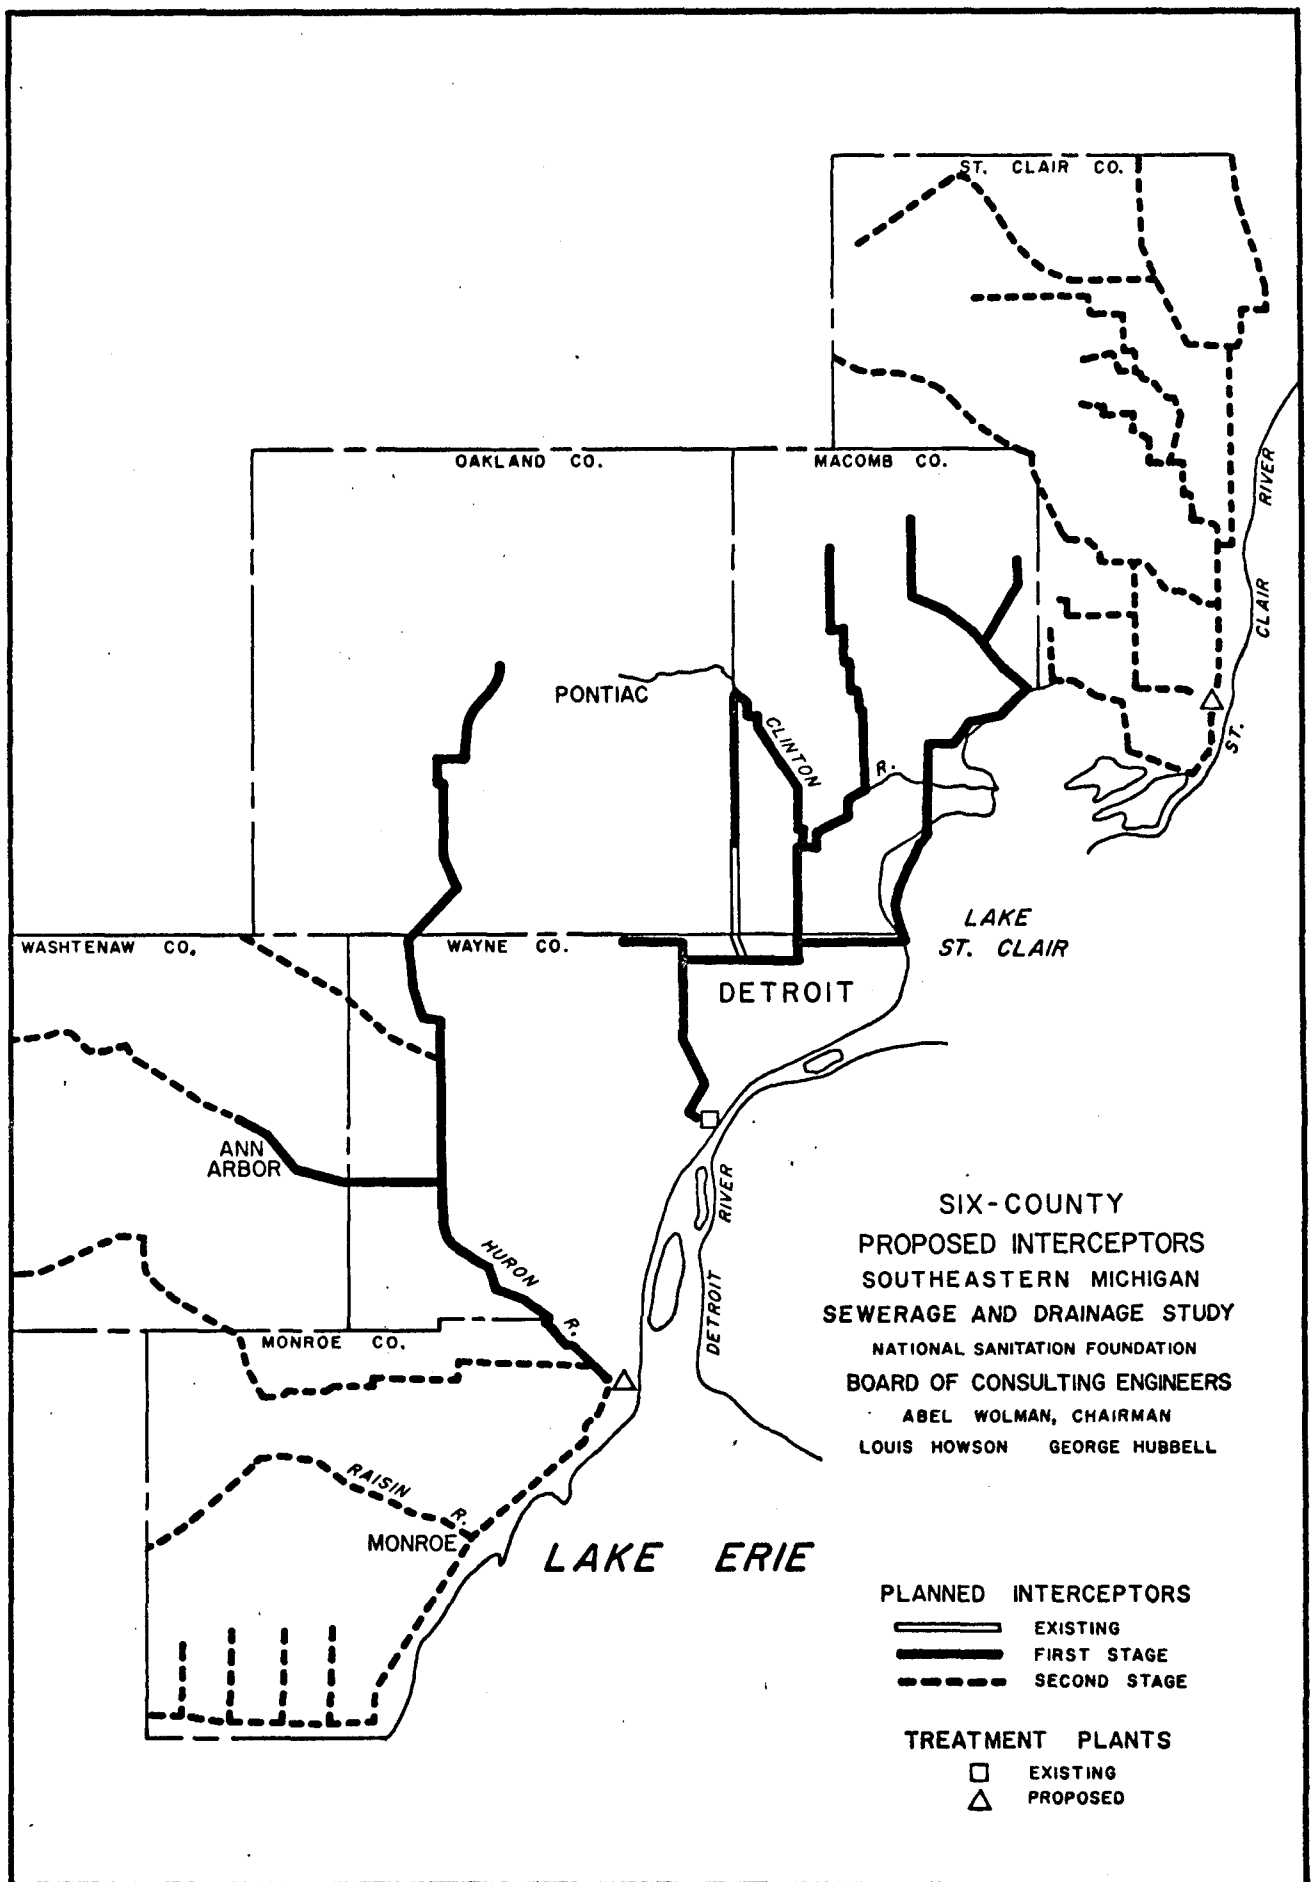 ST. CLAIR CO.
OAKLAND CO.
MACOMB CO.
ST. CLAIR RIVER
PONTIAC
CLINTON R.
LAKE
ST. CLAIR
WASHTENAW CO.
WAYNE CO.
DETROIT
ANN
ARBOR
DETROIT RIVER
HURON R.
MONROE CO.
RAISIN R.
MONROE
LAKE ERIE
SIX-COUNTY
PROPOSED INTERCEPTORS
SOUTHEASTERN MICHIGAN
SEWERAGE AND DRAINAGE STUDY
NATIONAL SANITATION FOUNDATION
BOARD OF CONSULTING ENGINEERS
ABEL WOLMAN, CHAIRMAN
LOUIS HOWSON GEORGE HUBBELL
PLANNED INTERCEPTORS
EXISTING
FIRST STAGE
SECOND STAGE
TREATMENT PLANTS
EXISTING
PROPOSED